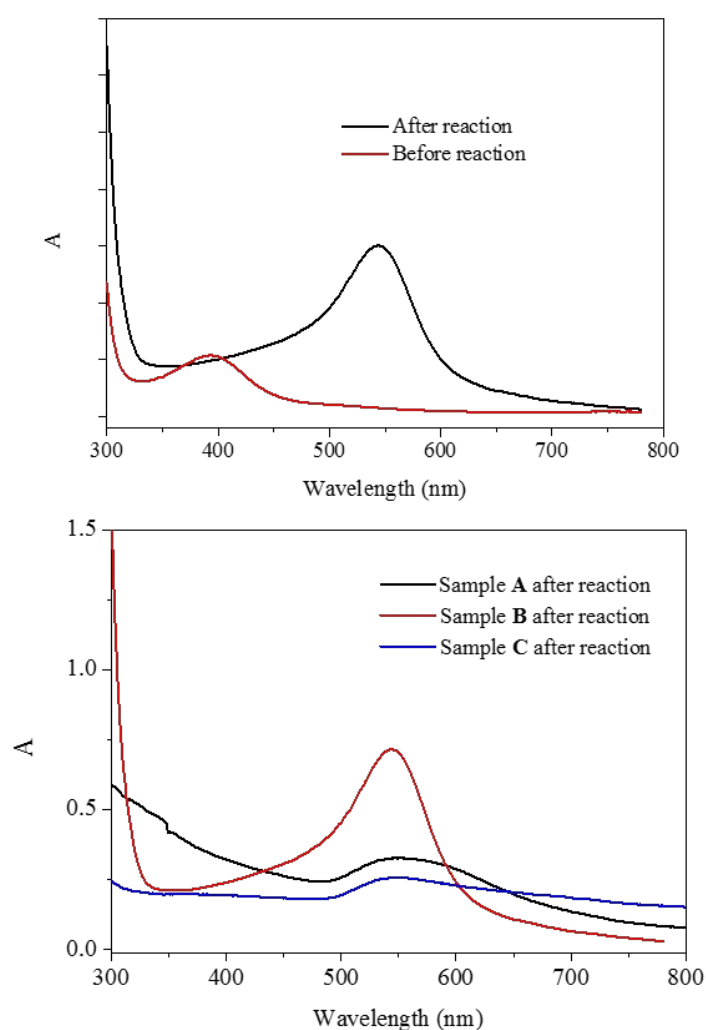 After reaction
Before reaction
A
300 400 500 600 700 800
Wavelength (nm)
1.5
Sample A after reaction
Sample B after reaction
Sample C after reaction
1.0
A
0.5
0.0
300 400 500 600 700 800
Wavelength (nm)